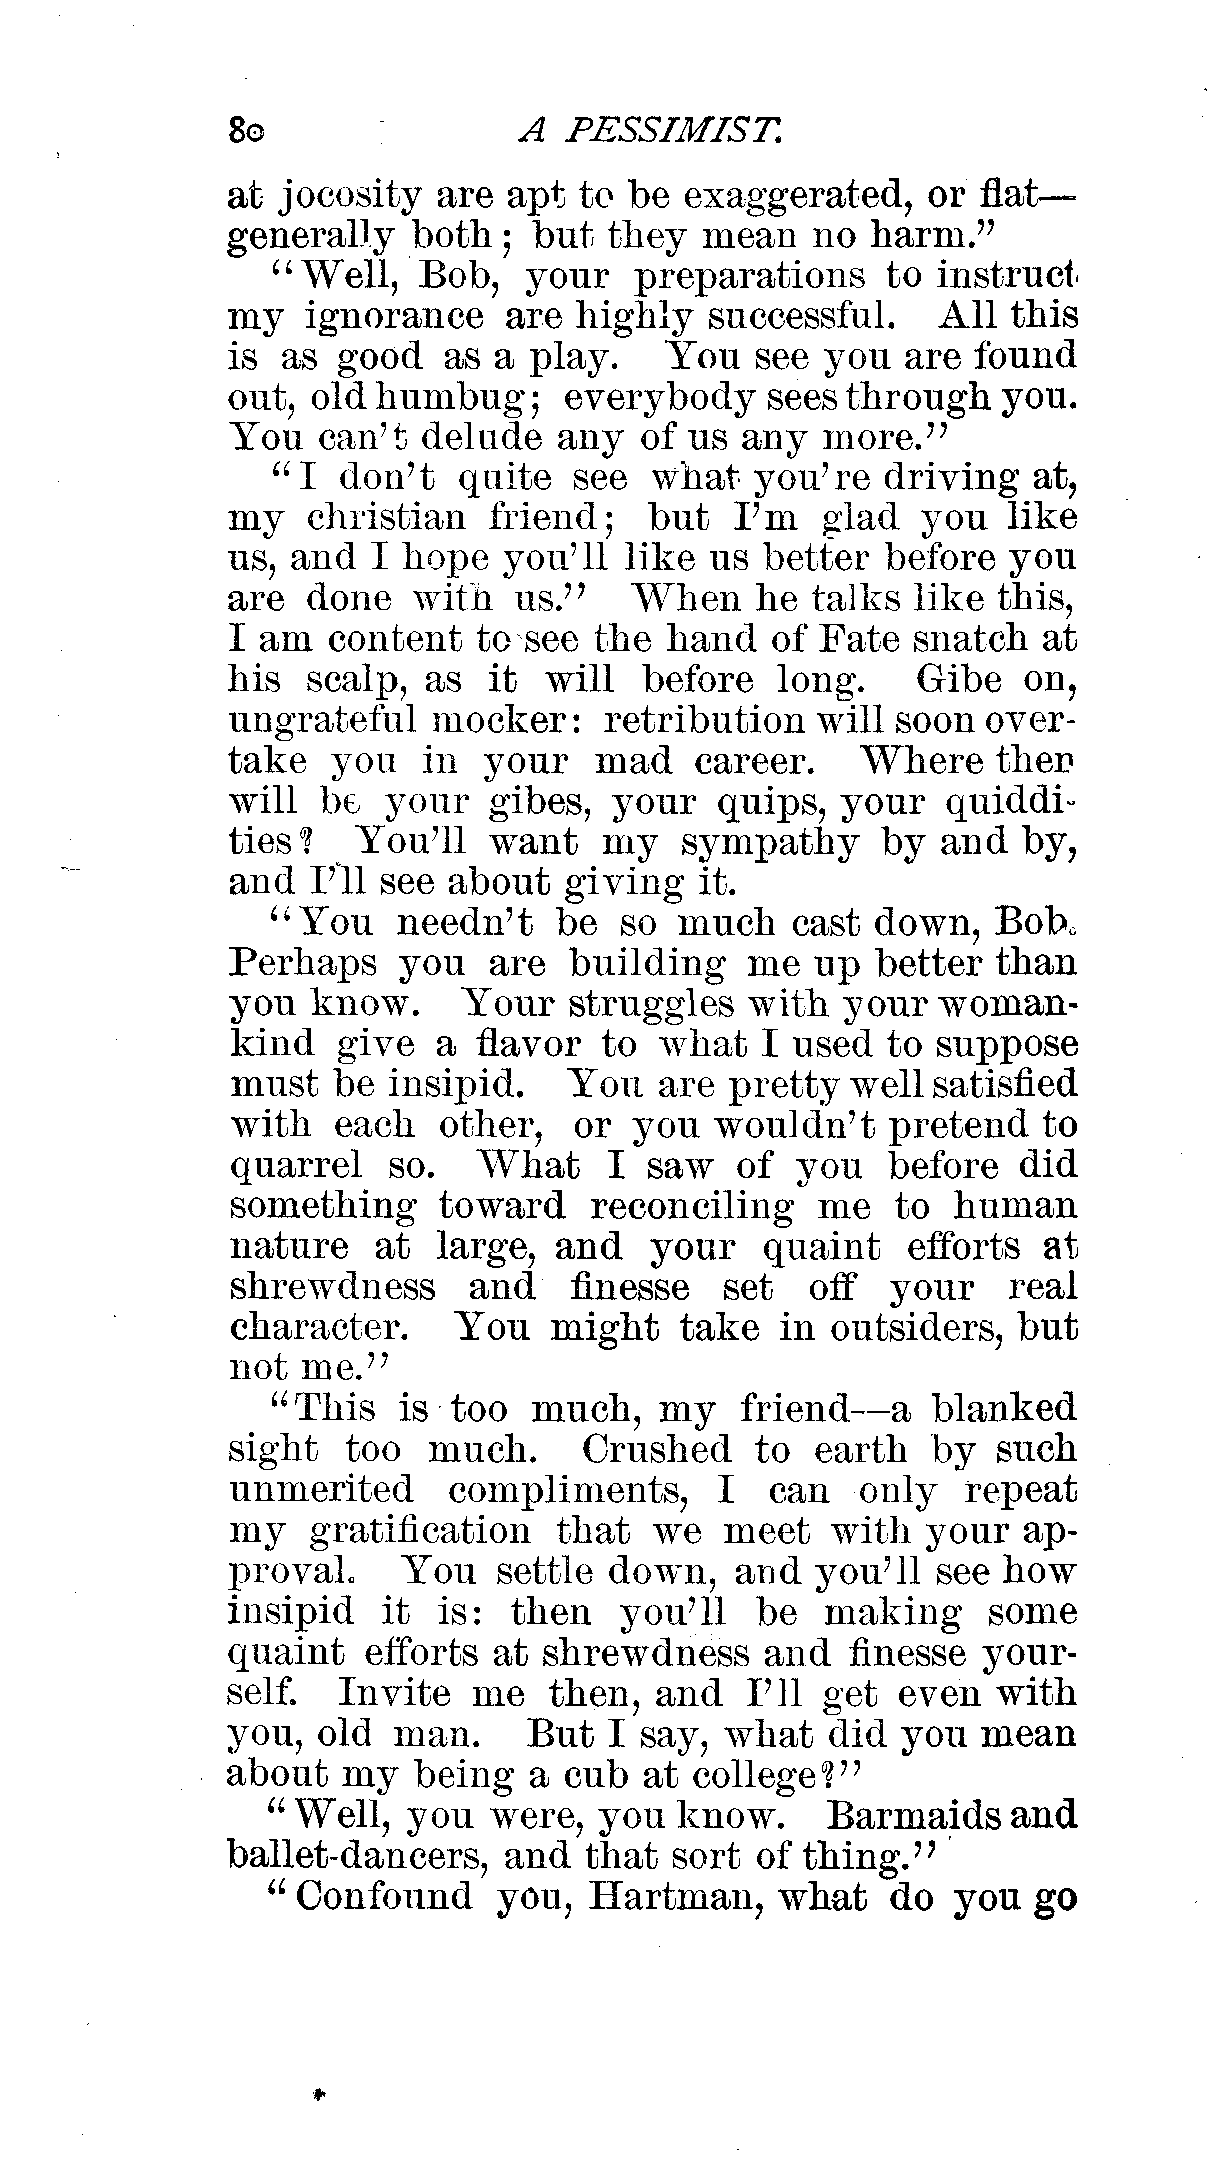 80 A PESSIMIST.
at jocosity are apt to be exaggerated, or flat—
generally both; but they mean no harm.”
“Well, Bob, your preparations to instruct
my ignorance are highly successful. All this
is as good as a play. You see you are found
out, old humbug; everybody sees through you.
You can’t delude any of us any more.”
“I don’t quite see what you’re driving at,
my christian friend; but I’m glad you like
us, and I hope you’ll like us better before you
are done with us.” When he talks like this,
I am content to see the hand of Fate snatch at
his scalp, as it will before long. Gibe on,
ungrateful mocker: retribution will soon over-
take you in your mad career. Where then
will be your gibes, your quips, your quiddi-
ties? You’ll want my sympathy by and by,
and I’ll see about giving it.
“You needn’t be so much cast down, Bob.
Perhaps you are building me up better than
you know. Your struggles with your woman-
kind give a flavor to what I used to suppose
must be insipid. You are pretty well satisfied
with each other, or you wouldn’t pretend to
quarrel so. What I saw of you before did
something toward reconciling me to human
nature at large, and your quaint efforts at
shrewdness and finesse set off your real
character. You might take in outsiders, but
not me.”
“This is too much, my friend—a blanked
sight too much. Crushed to earth by such
unmerited compliments, I can only repeat
my gratification that we meet with your ap-
proval. You settle down, and you’ll see how
insipid it is: then you’ll be making some
quaint efforts at shrewdness and finesse your-
self. Invite me then, and I’ll get even with
you, old man. But I say, what did you mean
about my being a cub at college?”
“Well, you were, you know. Barmaids and
ballet-dancers, and that sort of thing.”
“Confound you, Hartman, what do you go